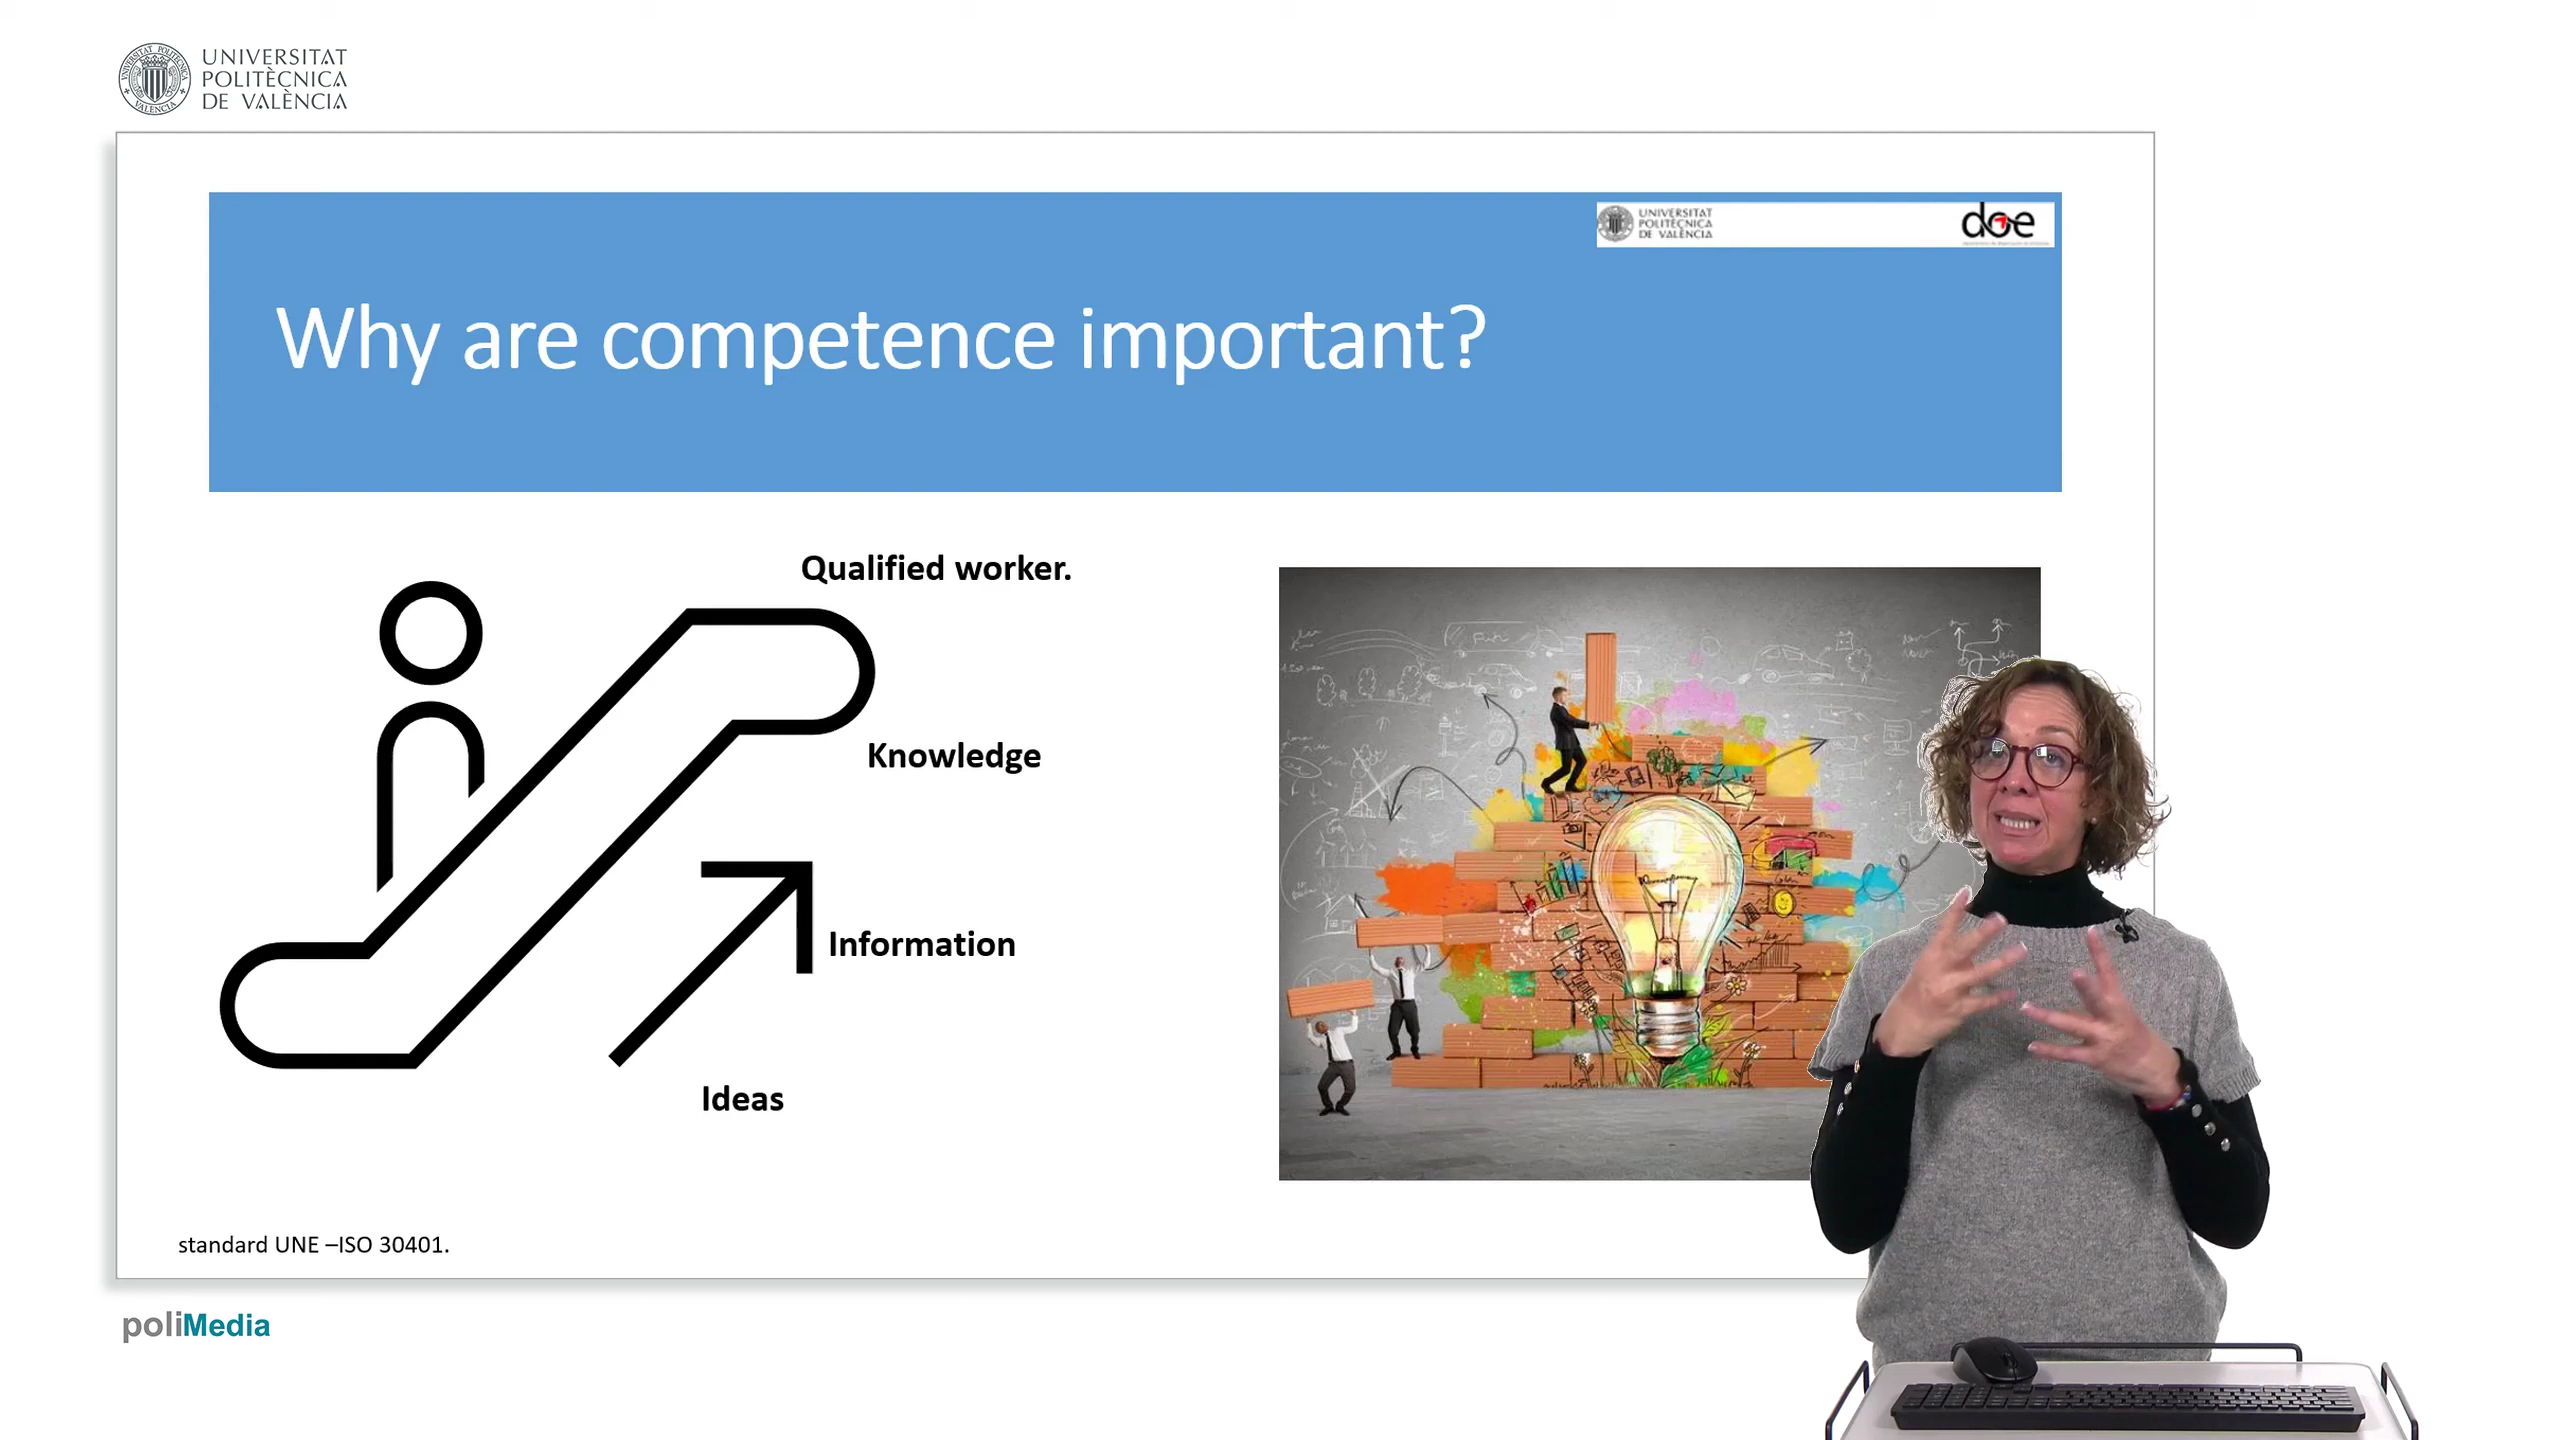 UNIVERSITAT
POLITÈCNICA
DE VALÈNCIA
UNIVERSITAT
POLITÈCNICA
DE VALÈNCIA
doe
Why are competence important?
Qualified worker.
Knowledge
Information
Ideas
standard UNE –ISO 30401.
poliMedia